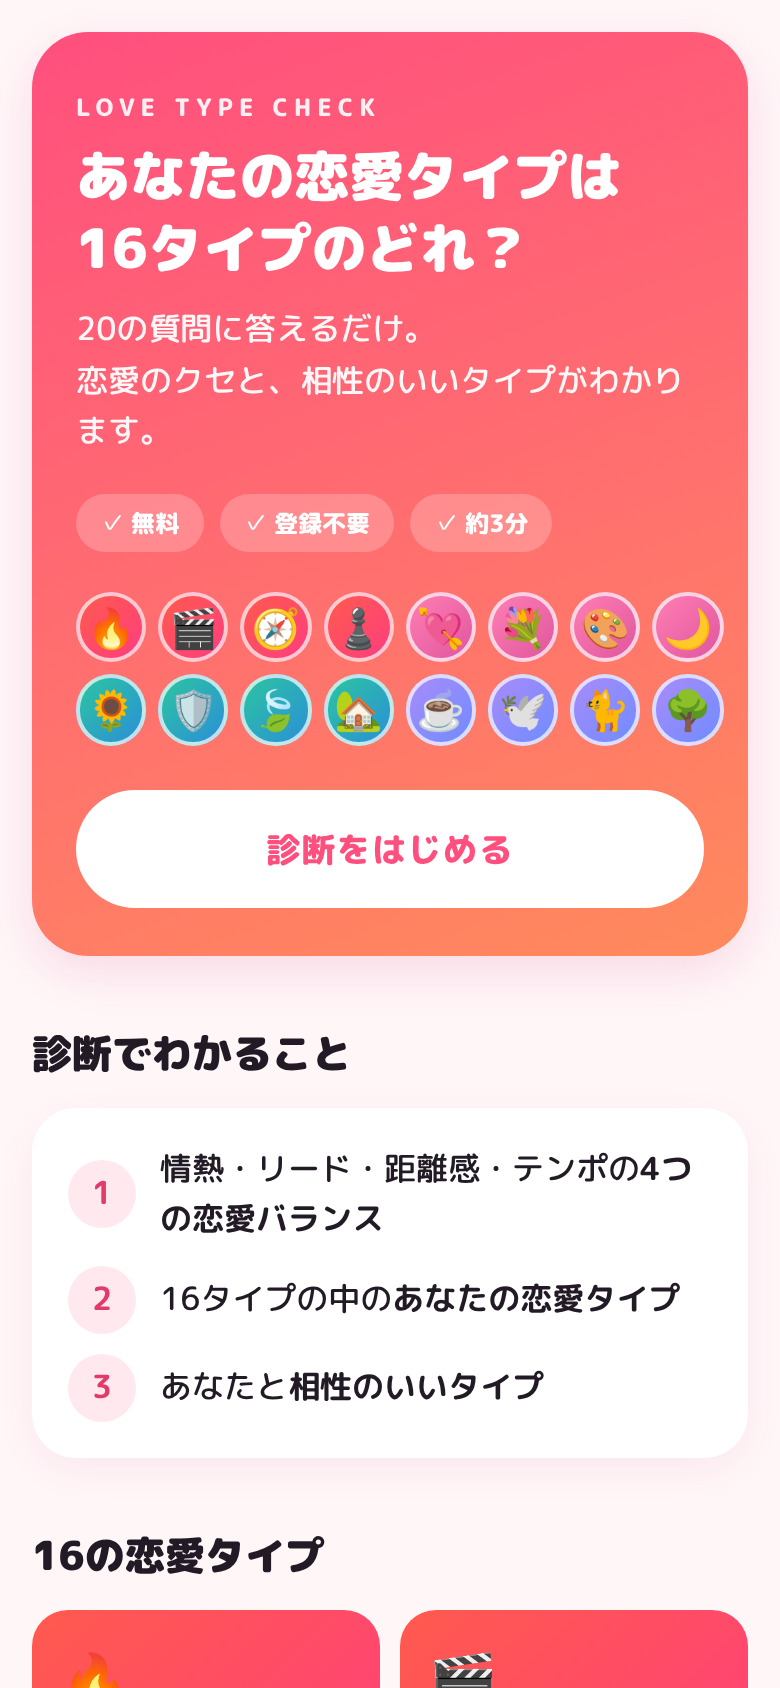 LOVE TYPE CHECK
あなたの恋愛タイプは
16タイプのどれ？
20の質問に答えるだけ。
恋愛のクセと、相性のいいタイプがわかり
ます。
✓ 無料 ✓ 登録不要 ✓ 約3分
診断をはじめる
診断でわかること
1 情熱・リード・距離感・テンポの4つ
の恋愛バランス
2 16タイプの中のあなたの恋愛タイプ
3 あなたと相性のいいタイプ
16の恋愛タイプ